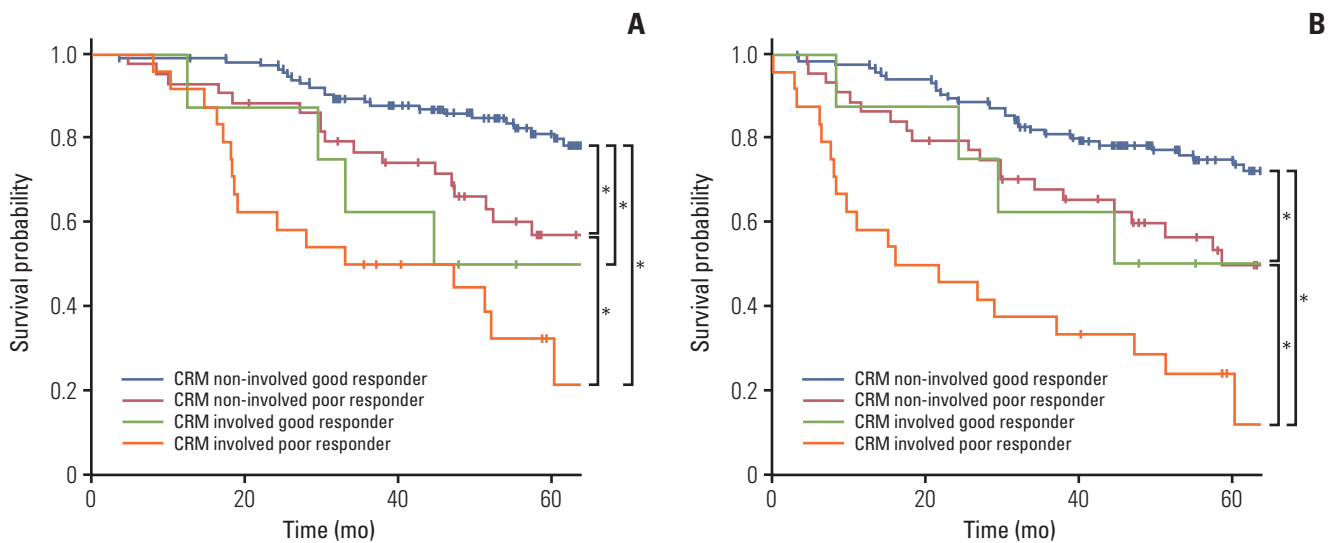 A
1.0
0.8
0.6
0.4
0.2
0
Survival probability
CRM non-involved good responder
CRM non-involved poor responder
CRM involved good responder
CRM involved poor responder
*
*
*
*
0
20
40
60
Time (mo)
B
1.0
0.8
0.6
0.4
0.2
0
Survival probability
CRM non-involved good responder
CRM non-involved poor responder
CRM involved good responder
CRM involved poor responder
*
*
*
0
20
40
60
Time (mo)